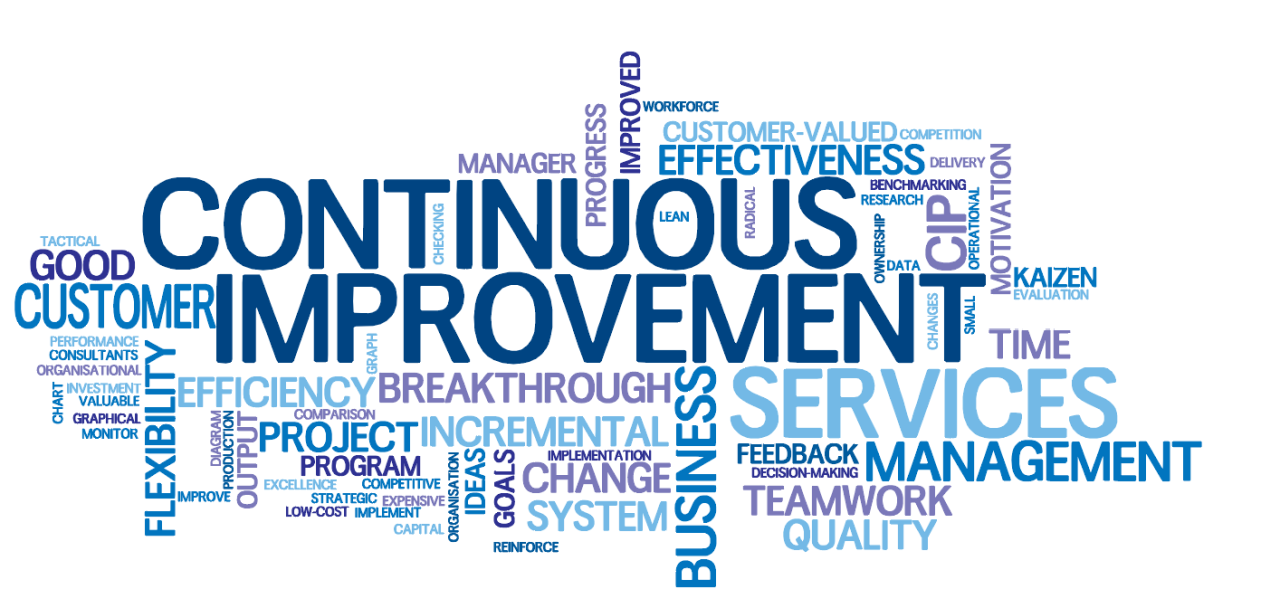 IMPROVED
WORKFORCE
PROGRESS
CUSTOMER-VALUED
COMPETITION
MANAGER
EFFECTIVENESS
DELIVERY
MOTIVATION
CONTINUOUS
CHECKING
LEAN
RADICAL
BENCHMARKING
RESEARCH
CIP
OPERATIONAL
OWNERSHIP
DATA
TACTICAL
GOOD
KAIZEN
EVALUATION
CUSTOMER
IMPROVEMENT
CHANGES
SMALL
GRAPH
TIME
PERFORMANCE
CONSULTANTS
ORGANISATIONAL
CHART
INVESTMENT
VALUABLE
GRAPHICAL
MONITOR
FLEXIBILITY
EFFICIENCY
BREAKTHROUGH
BUSINESS
SERVICES
COMPARISON
DIAGRAM
PRODUCTION
OUTPUT
PROJECT
INCREMENTAL
PROGRAM
IMPLEMENTATION
FEEDBACK
MANAGEMENT
DECISION-MAKING
EXCELLENCE
COMPETITIVE
ORGANISATION
IDEAS
GOALS
CHANGE
IMPROVE
STRATEGIC
EXPENSIVE
TEAMWORK
LOW-COST
IMPLEMENT
SYSTEM
CAPITAL
QUALITY
REINFORCE